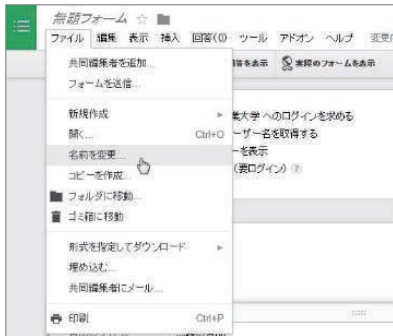 無題フォーム
ファイル 編集 表示 挿入 回答(0) ツール アドオン ヘルプ 変更
共同編集者を追加...
フォームを送信...
回答を表示 実際のフォームを表示
新規作成
大学 へのログインを求める
開く... Ctrl+O
ーザー名を取得する
名前を変更...
ーを表示
コピーを作成...
(要ログイン)
フォルダに移動...
ゴミ箱に移動
形式を指定してダウンロード
埋め込む...
共同編集者にメール...
印刷 Ctrl+P